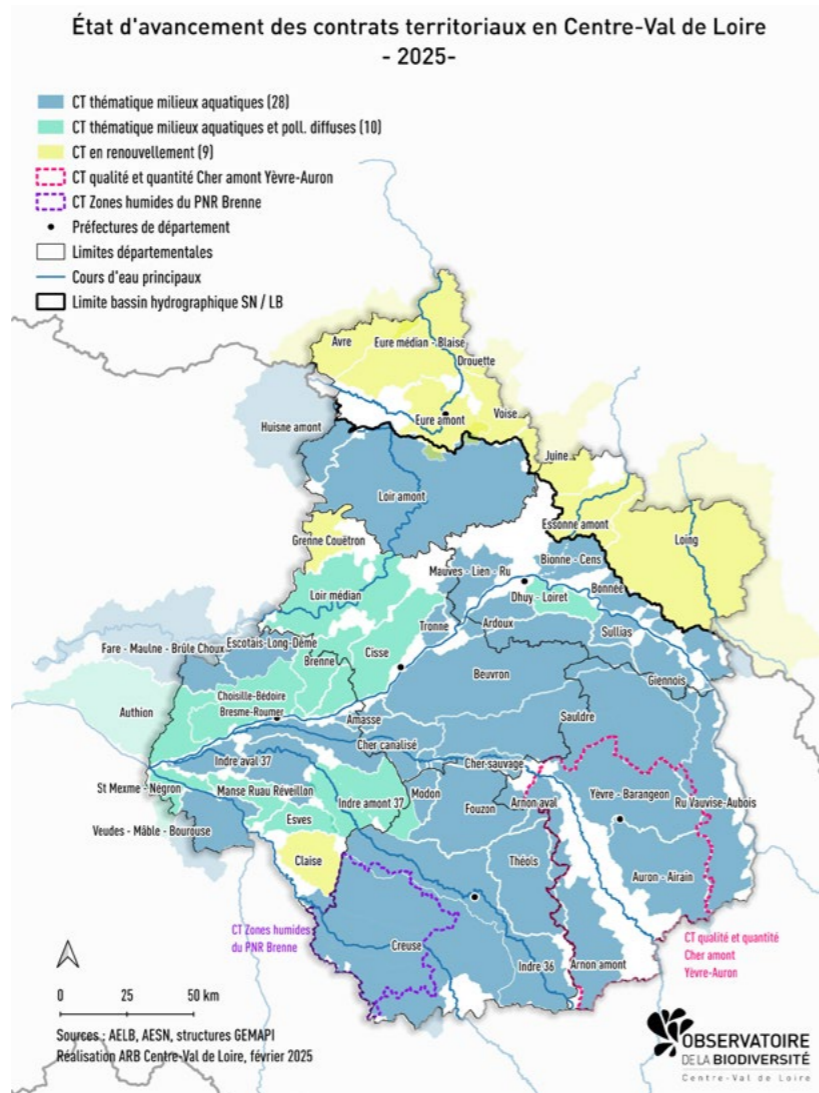 État d'avancement des contrats territoriaux en Centre-Val de Loire
- 2025-
CT thématique milieux aquatiques (28)
CT thématique milieux aquatiques et poll. diffuses (10)
CT en renouvellement (9)
CT qualité et quantité Cher amont Yèvre-Auron
CT Zones humides du PNR Brenne
Préfectures de département
Limites départementales
Cours d'eau principaux
Limite bassin hydrographique SN / LB
Avre
Eure médian - Blaise
Drouette
Eure amont
Voise
Huisne amont
Juine
Loir amont
Essonne amont
Loing
Grenne Couëtron
Mauves - Lien - Ru
Bionne - Cens
Bonnée
Loir médian
Dhuy - Loiret
Tronne
Ardoux
Sullias
Fare - Maulne - Brûle Choux
Escotais-Long-Dême
Brenne
Cisse
Beuvron
Giennois
Authion
Choisille-Bédoire
Bresme-Roumer
Amasse
Sauldre
Cher canalisé
Indre aval 37
Cher sauvage
St Mexme - Négron
Manse Ruau Réveillon
Indre amont 37
Modon
Fouzon
Arnon aval
Yèvre - Barangeon
Ru Vauvise-Aubois
Esves
Veudes - Mâble - Bourouse
Claise
Théols
Auron - Airain
CT Zones humides
du PNR Brenne
Creuse
Indre 36
Arnon amont
CT qualité et quantité
Cher amont
Yèvre-Auron
0 25 50 km
Sources : AELB, AESN, structures GEMAPI
Réalisation ARB Centre-Val de Loire, février 2025
OBSERVATOIRE
DE LA BIODIVERSITÉ
Centre-Val de Loire